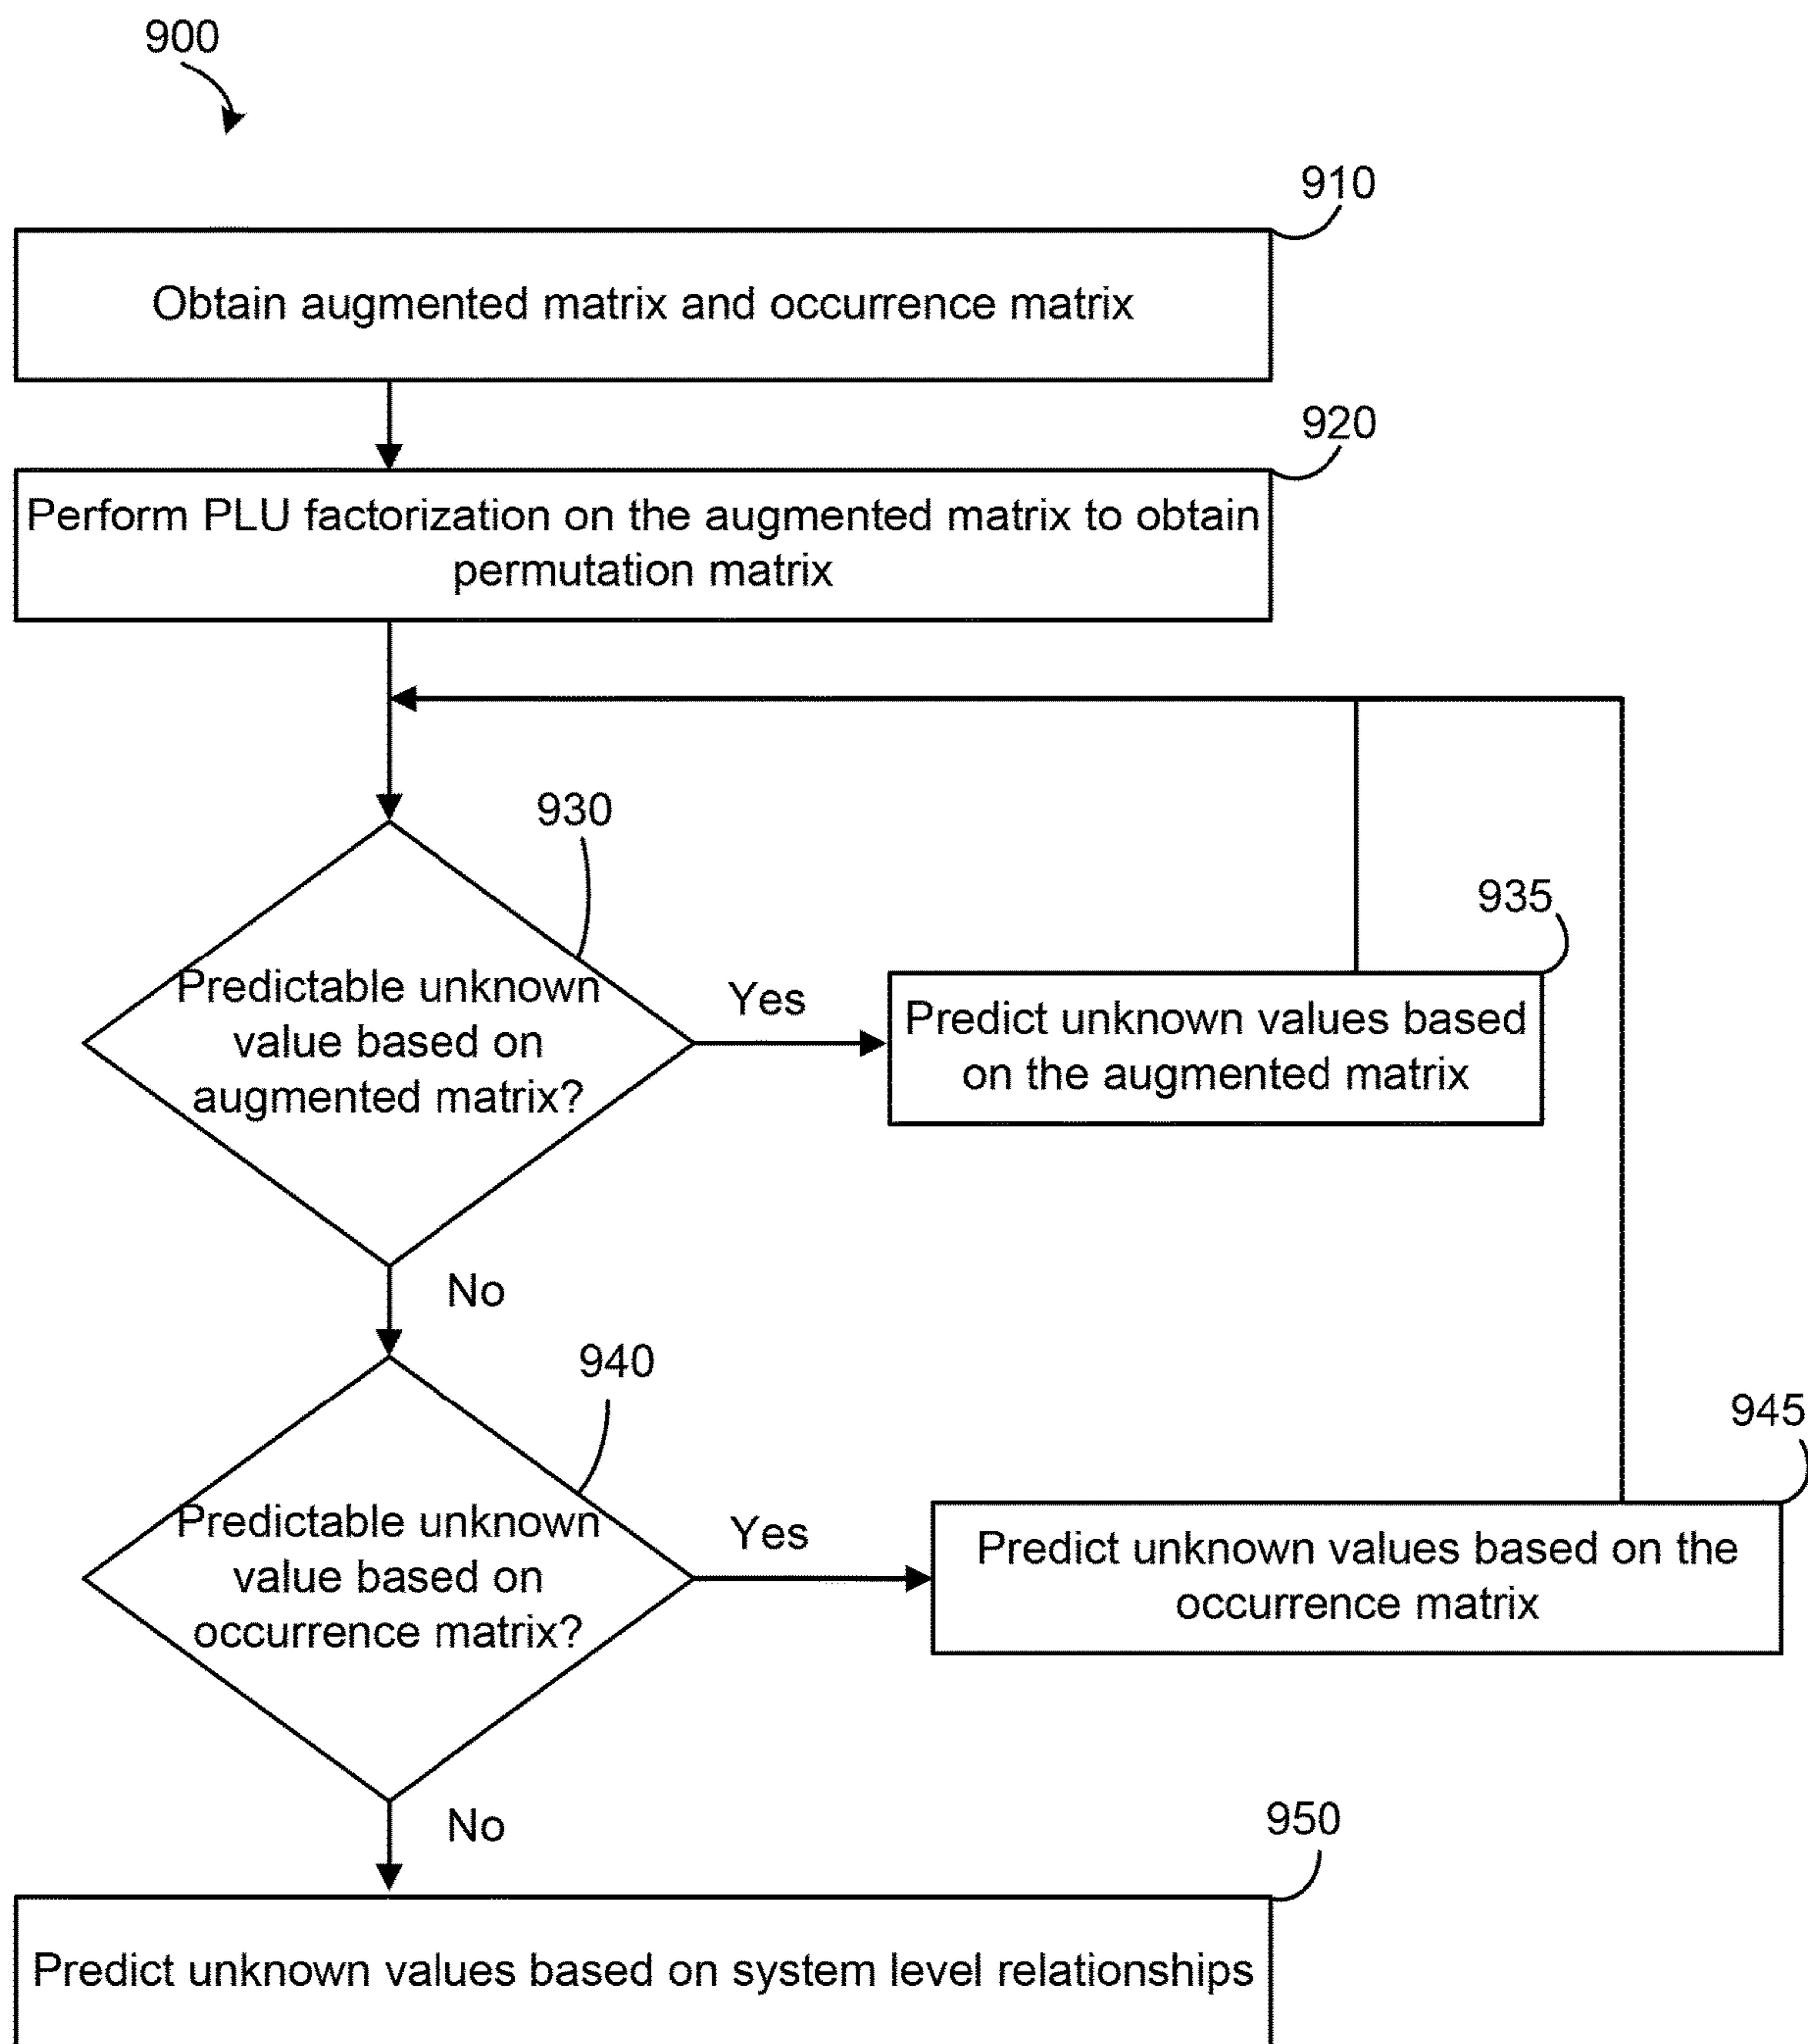 900
910
Obtain augmented matrix and occurrence matrix
920
Perform PLU factorization on the augmented matrix to obtain
permutation matrix
930
Predictable unknown
value based on
augmented matrix?
Yes
935
Predict unknown values based
on the augmented matrix
No
940
Predictable unknown
value based on
occurrence matrix?
Yes
945
Predict unknown values based on the
occurrence matrix
No
950
Predict unknown values based on system level relationships